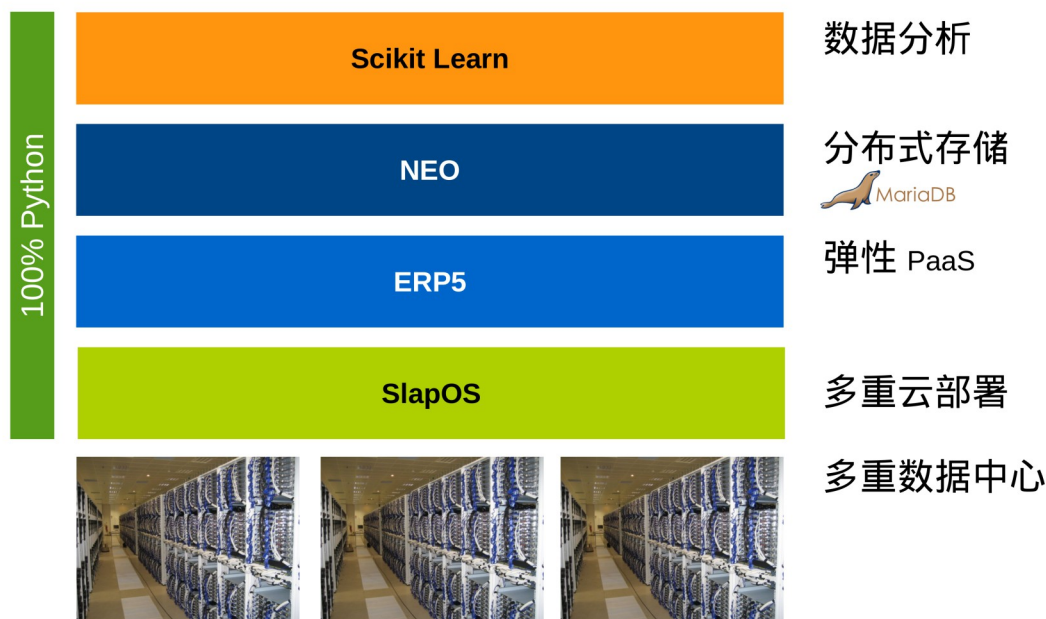 100% Python
Scikit Learn
数据分析
NEO
分布式存储
MariaDB
ERP5
弹性 PaaS
SlapOS
多重云部署
多重数据中心